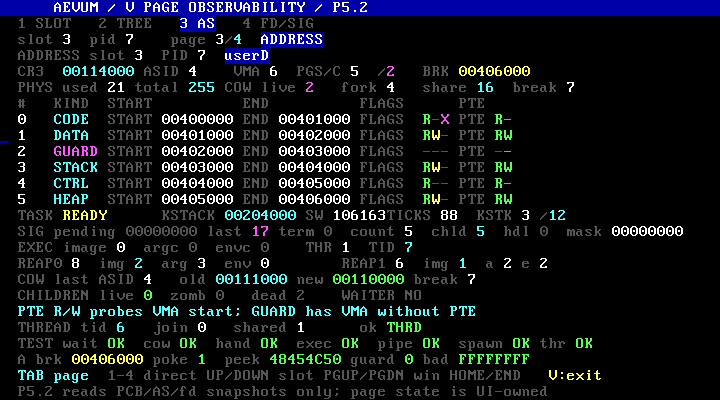 AEVUM / V PAGE OBSERVABILITY / P5.2
1 SLOT 2 TREE 3 AS 4 FD/SIG
slot 3 pid 7 page 3/4 ADDRESS
ADDRESS slot 3 PID 7 userD
CR3 00114000 ASID 4 VMA 6 PGS/C 5 /2 BRK 00406000
PHYS used 21 total 255 COW live 2 fork 4 share 16 break 7
# KIND START END FLAGS
0 CODE START 00400000 END 00401000 FLAGS R-X PTE R-
1 DATA START 00401000 END 00402000 FLAGS RW- PTE RW
2 GUARD START 00402000 END 00403000 FLAGS --- PTE --
3 STACK START 00403000 END 00404000 FLAGS RW- PTE RW
4 CTRL START 00404000 END 00405000 FLAGS R-- PTE R-
5 HEAP START 00405000 END 00406000 FLAGS RW- PTE RW
TASK READY KSTACK 00204000 SW 106163TICKS 88 KSTK 3 /12
SIG pending 00000000 last 17 term 0 count 5 chld 5 hdl 0 mask 00000000
EXEC image 0 argc 0 envc 0 THR 1 TID 7
REAP0 8 img 2 arg 3 env 0 REAP1 6 img 1 a 2 e 2
COW last ASID 4 old 00111000 new 00110000 break 7
CHILDREN live 0 zomb 0 dead 2 WAITER NO
PTE R/W probes VMA start; GUARD has VMA without PTE
THREAD tid 6 join 0 shared 1 ok THRD
TEST wait OK cow OK hand OK exec OK pipe OK spawn OK thr OK
A brk 00406000 poke 1 peek 48454C50 guard 0 bad FFFFFFFF
TAB page 1-4 direct UP/DOWN slot PGUP/PGDN win HOME/END V:exit
P5.2 reads PCB/AS/fd snapshots only; page state is UI-owned